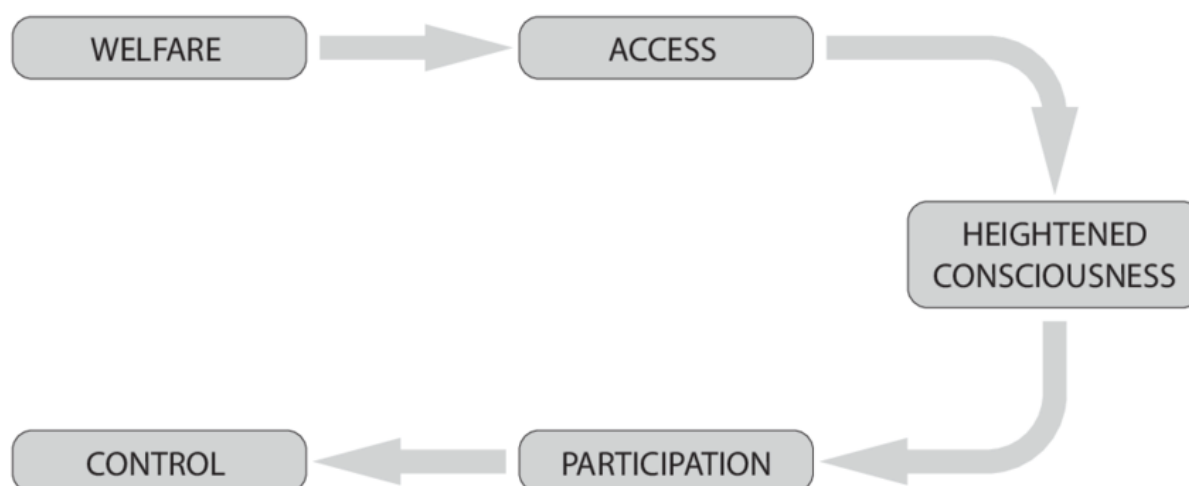 WELFARE
ACCESS
HEIGHTENED
CONSCIOUSNESS
PARTICIPATION
CONTROL